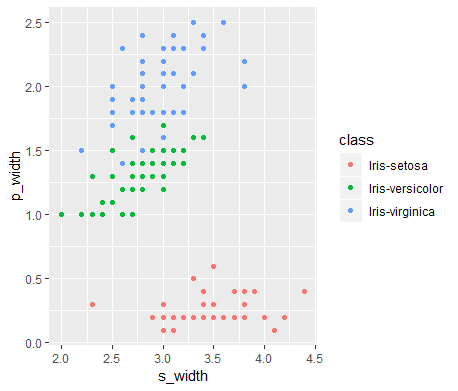 2.5
2.0
1.5
1.0
0.5
0.0
p_width
2.0 2.5 3.0 3.5 4.0 4.5
s_width
class
Iris-setosa
Iris-versicolor
Iris-virginica